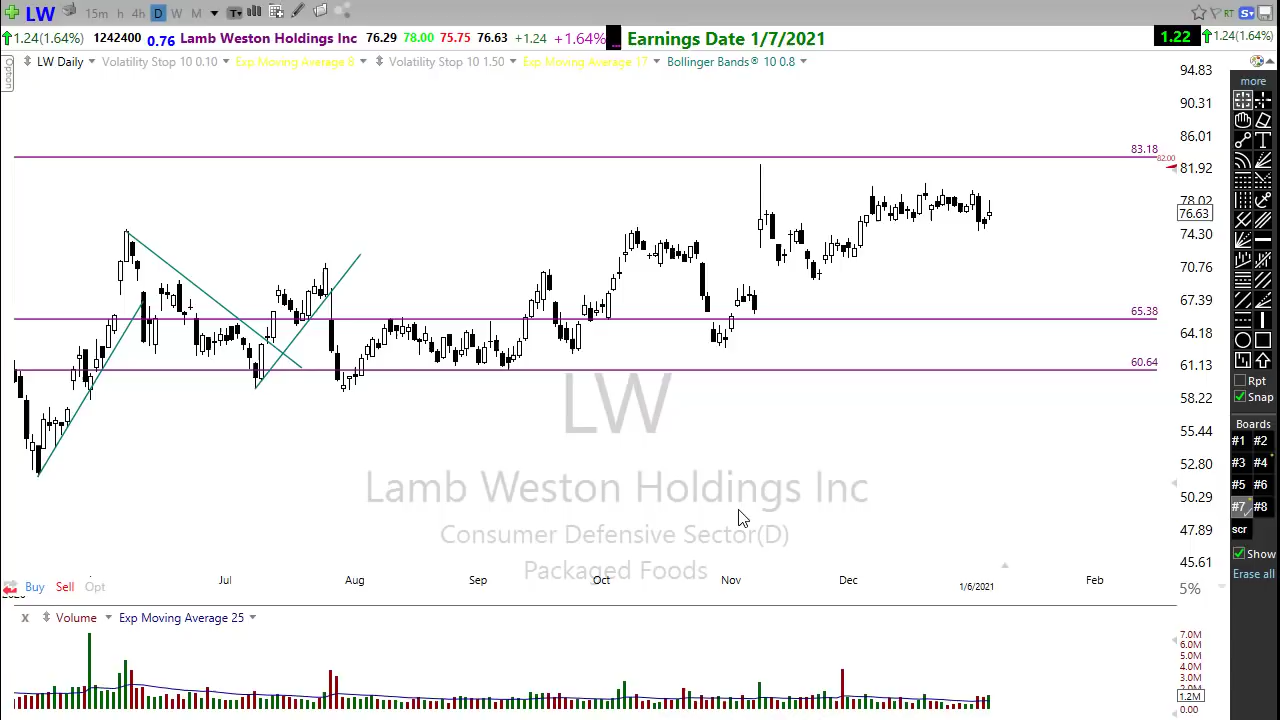 LW 15m h 4h D W M T
1.24(1.64%) 1242400 0.76 Lamb Weston Holdings Inc 76.29 78.00 75.75 76.63 +1.24 +1.64% Earnings Date 1/7/2021 1.22 1.24(1.64%)
RT S
Option
LW Daily Volatility Stop 10 0.10 Exp Moving Average 8 Volatility Stop 10 1.50 Exp Moving Average 17 Bollinger Bands® 10 0.8
94.83
90.31
86.01
83.18
82.00
81.92
78.02
76.63
74.30
70.76
67.39
65.38
64.18
60.64
61.13
58.22
55.44
52.80
50.29
47.89
45.61
LW
Lamb Weston Holdings Inc
Consumer Defensive Sector(D)
Packaged Foods
Buy Sell Opt
Jul Aug Sep Oct Nov Dec 1/6/2021 Feb
5%
x Volume Exp Moving Average 25
7.0M
6.0M
5.0M
4.0M
3.0M
1.2M
0.00
more
Rpt
Snap
Boards
#1 #2
#3 #4
#5 #6
#7 #8
scr
Show
Erase all